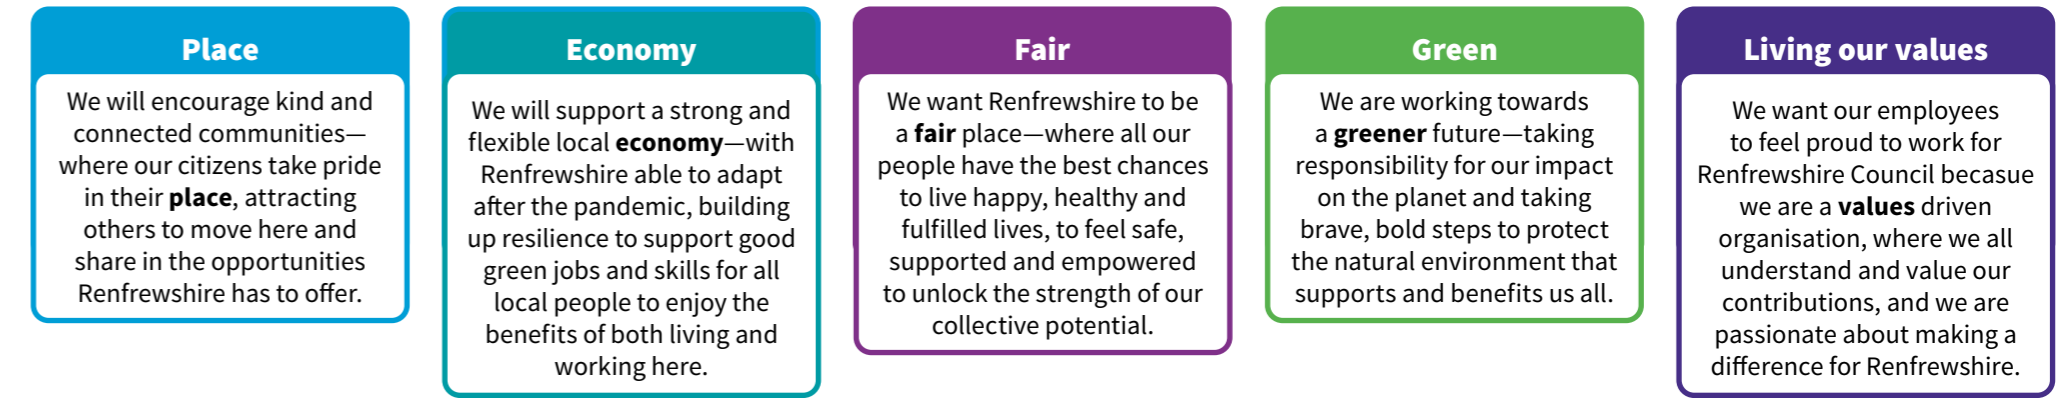 Place
We will encourage kind and
connected communities—
where our citizens take pride
in their place, attracting
others to move here and
share in the opportunities
Renfrewshire has to offer.
Economy
We will support a strong and
flexible local economy—with
Renfrewshire able to adapt
after the pandemic, building
up resilience to support good
green jobs and skills for all
local people to enjoy the
benefits of both living and
working here.
Fair
We want Renfrewshire to be
a fair place—where all our
people have the best chances
to live happy, healthy and
fulfilled lives, to feel safe,
supported and empowered
to unlock the strength of our
collective potential.
Green
We are working towards
a greener future—taking
responsibility for our impact
on the planet and taking
brave, bold steps to protect
the natural environment that
supports and benefits us all.
Living our values
We want our employees
to feel proud to work for
Renfrewshire Council becasue
we are a values driven
organisation, where we all
understand and value our
contributions, and we are
passionate about making a
difference for Renfrewshire.